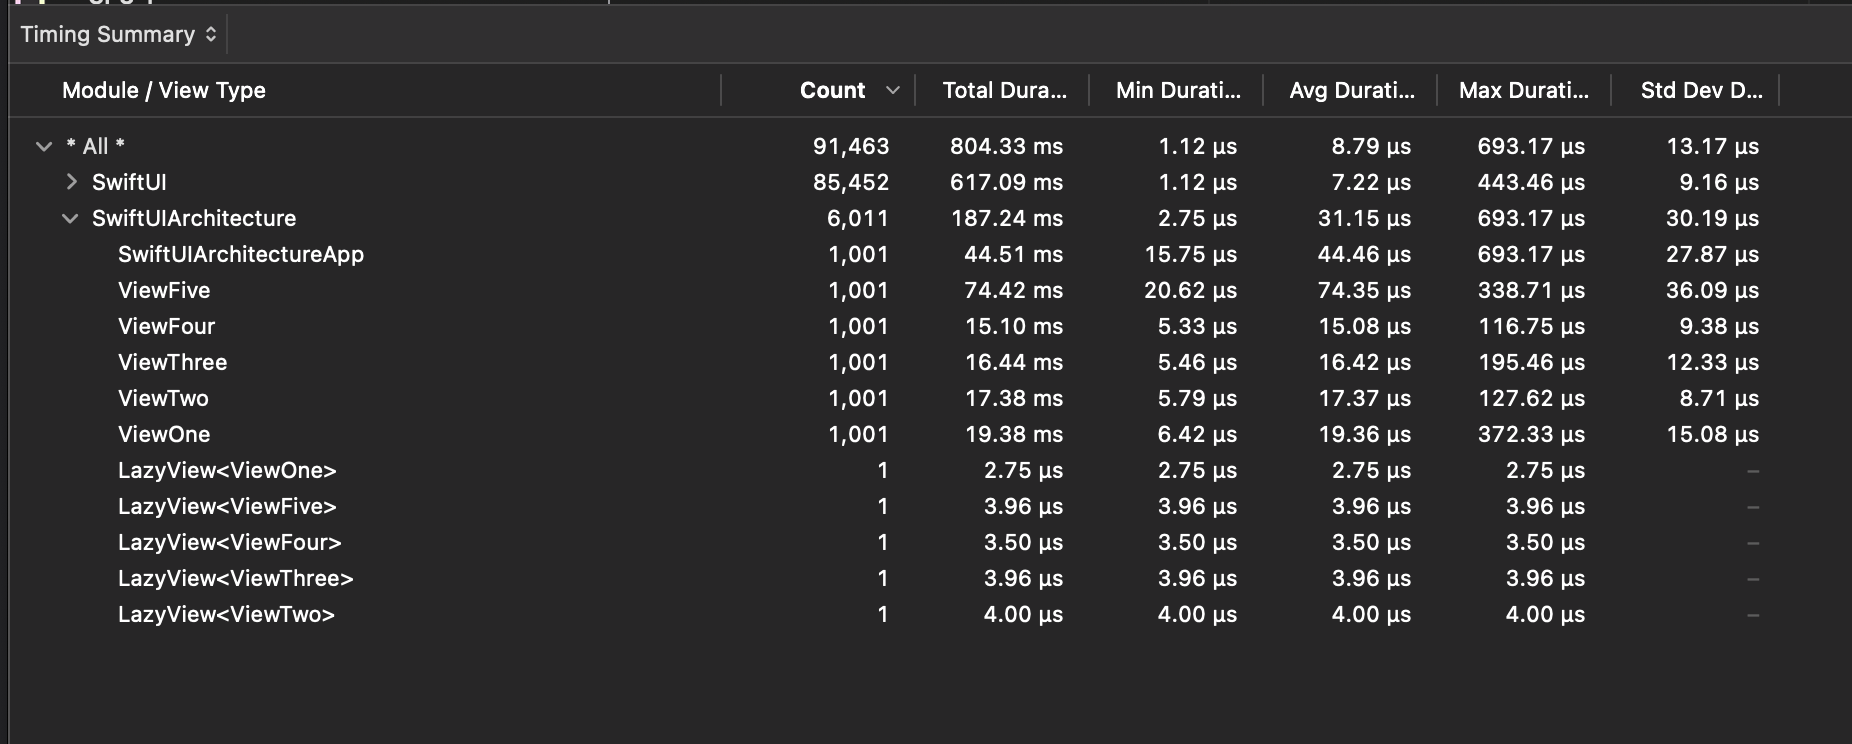 Timing Summary
Module / View Type Count Total Dura... Min Durati... Avg Durati... Max Durati... Std Dev D...
* All * 91,463 804.33 ms 1.12 µs 8.79 µs 693.17 µs 13.17 µs
SwiftUI 85,452 617.09 ms 1.12 µs 7.22 µs 443.46 µs 9.16 µs
SwiftUIArchitecture 6,011 187.24 ms 2.75 µs 31.15 µs 693.17 µs 30.19 µs
SwiftUIArchitectureApp 1,001 44.51 ms 15.75 µs 44.46 µs 693.17 µs 27.87 µs
ViewFive 1,001 74.42 ms 20.62 µs 74.35 µs 338.71 µs 36.09 µs
ViewFour 1,001 15.10 ms 5.33 µs 15.08 µs 116.75 µs 9.38 µs
ViewThree 1,001 16.44 ms 5.46 µs 16.42 µs 195.46 µs 12.33 µs
ViewTwo 1,001 17.38 ms 5.79 µs 17.37 µs 127.62 µs 8.71 µs
ViewOne 1,001 19.38 ms 6.42 µs 19.36 µs 372.33 µs 15.08 µs
LazyView<ViewOne> 1 2.75 µs 2.75 µs 2.75 µs 2.75 µs –
LazyView<ViewFive> 1 3.96 µs 3.96 µs 3.96 µs 3.96 µs –
LazyView<ViewFour> 1 3.50 µs 3.50 µs 3.50 µs 3.50 µs –
LazyView<ViewThree> 1 3.96 µs 3.96 µs 3.96 µs 3.96 µs –
LazyView<ViewTwo> 1 4.00 µs 4.00 µs 4.00 µs 4.00 µs –